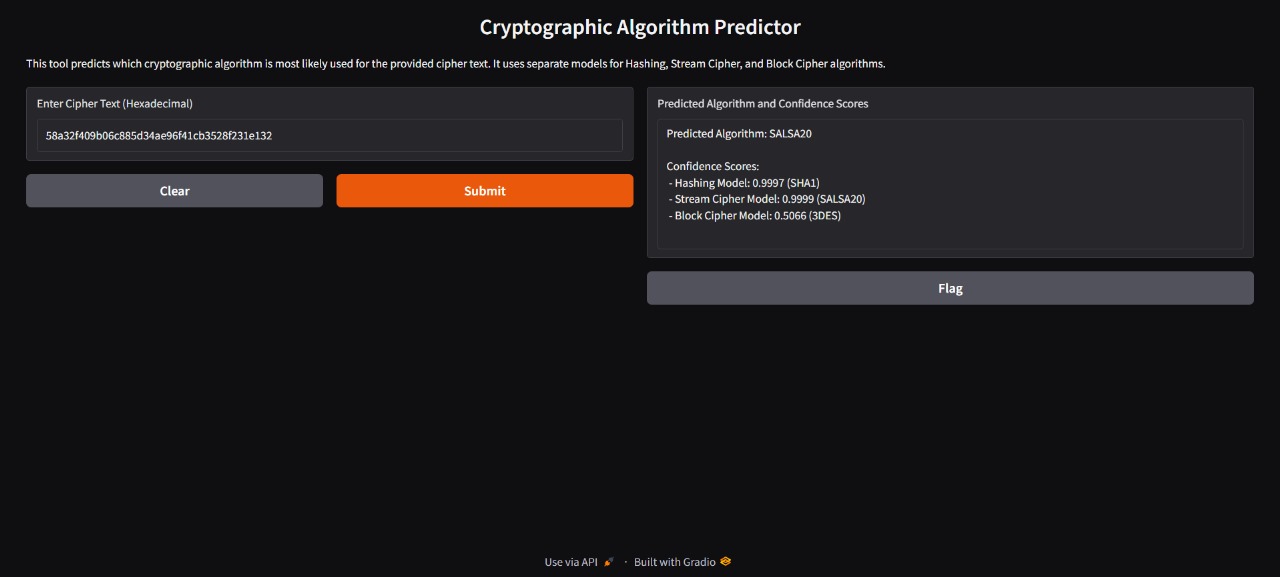 Cryptographic Algorithm Predictor
This tool predicts which cryptographic algorithm is most likely used for the provided cipher text. It uses separate models for Hashing, Stream Cipher, and Block Cipher algorithms.
Enter Cipher Text (Hexadecimal)
58a32f409b06c885d34ae96f41cb3528f231e132
Clear
Submit
Predicted Algorithm and Confidence Scores
Predicted Algorithm: SALSA20
Confidence Scores:
- Hashing Model: 0.9997 (SHA1)
- Stream Cipher Model: 0.9999 (SALSA20)
- Block Cipher Model: 0.5066 (3DES)
Flag
Use via API · Built with Gradio